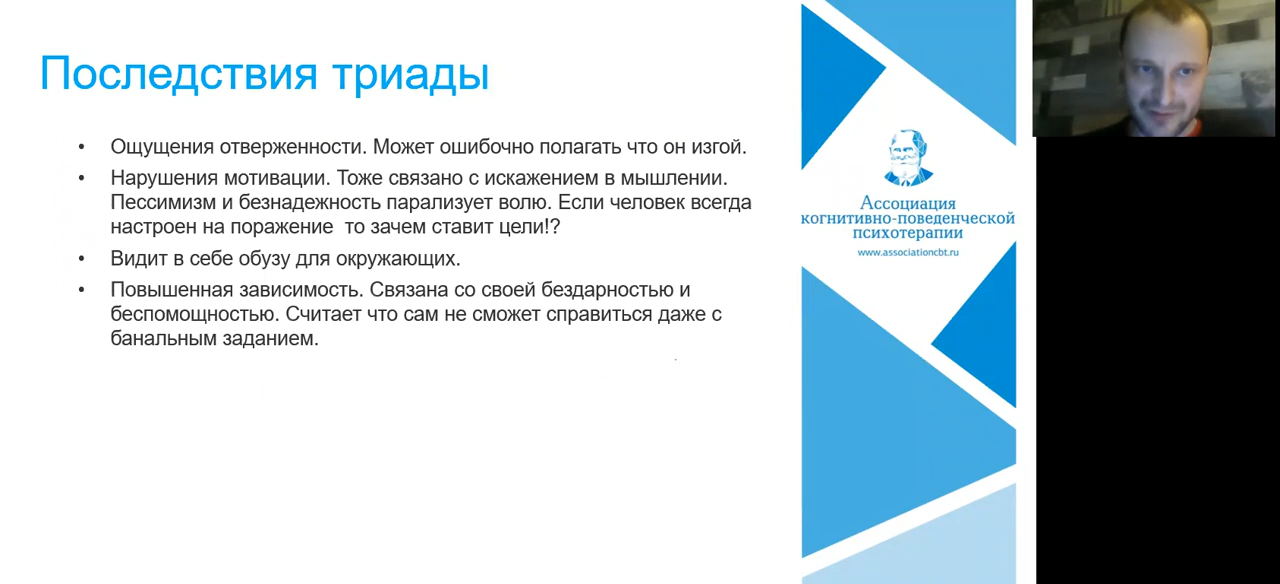 Последствия триады
• Ощущения отверженности. Может ошибочно полагать что он изгой.
• Нарушения мотивации. Тоже связано с искажением в мышлении.
Пессимизм и безнадежность парализует волю. Если человек всегда
настроен на поражение  то зачем ставит цели!?
• Видит в себе обузу для окружающих.
• Повышенная зависимость. Связана со своей бездарностью и
беспомощностью. Считает что сам не сможет справиться даже с
банальным заданием.
Ассоциация
когнитивно-поведенческой
психотерапии
www.associationcbt.ru